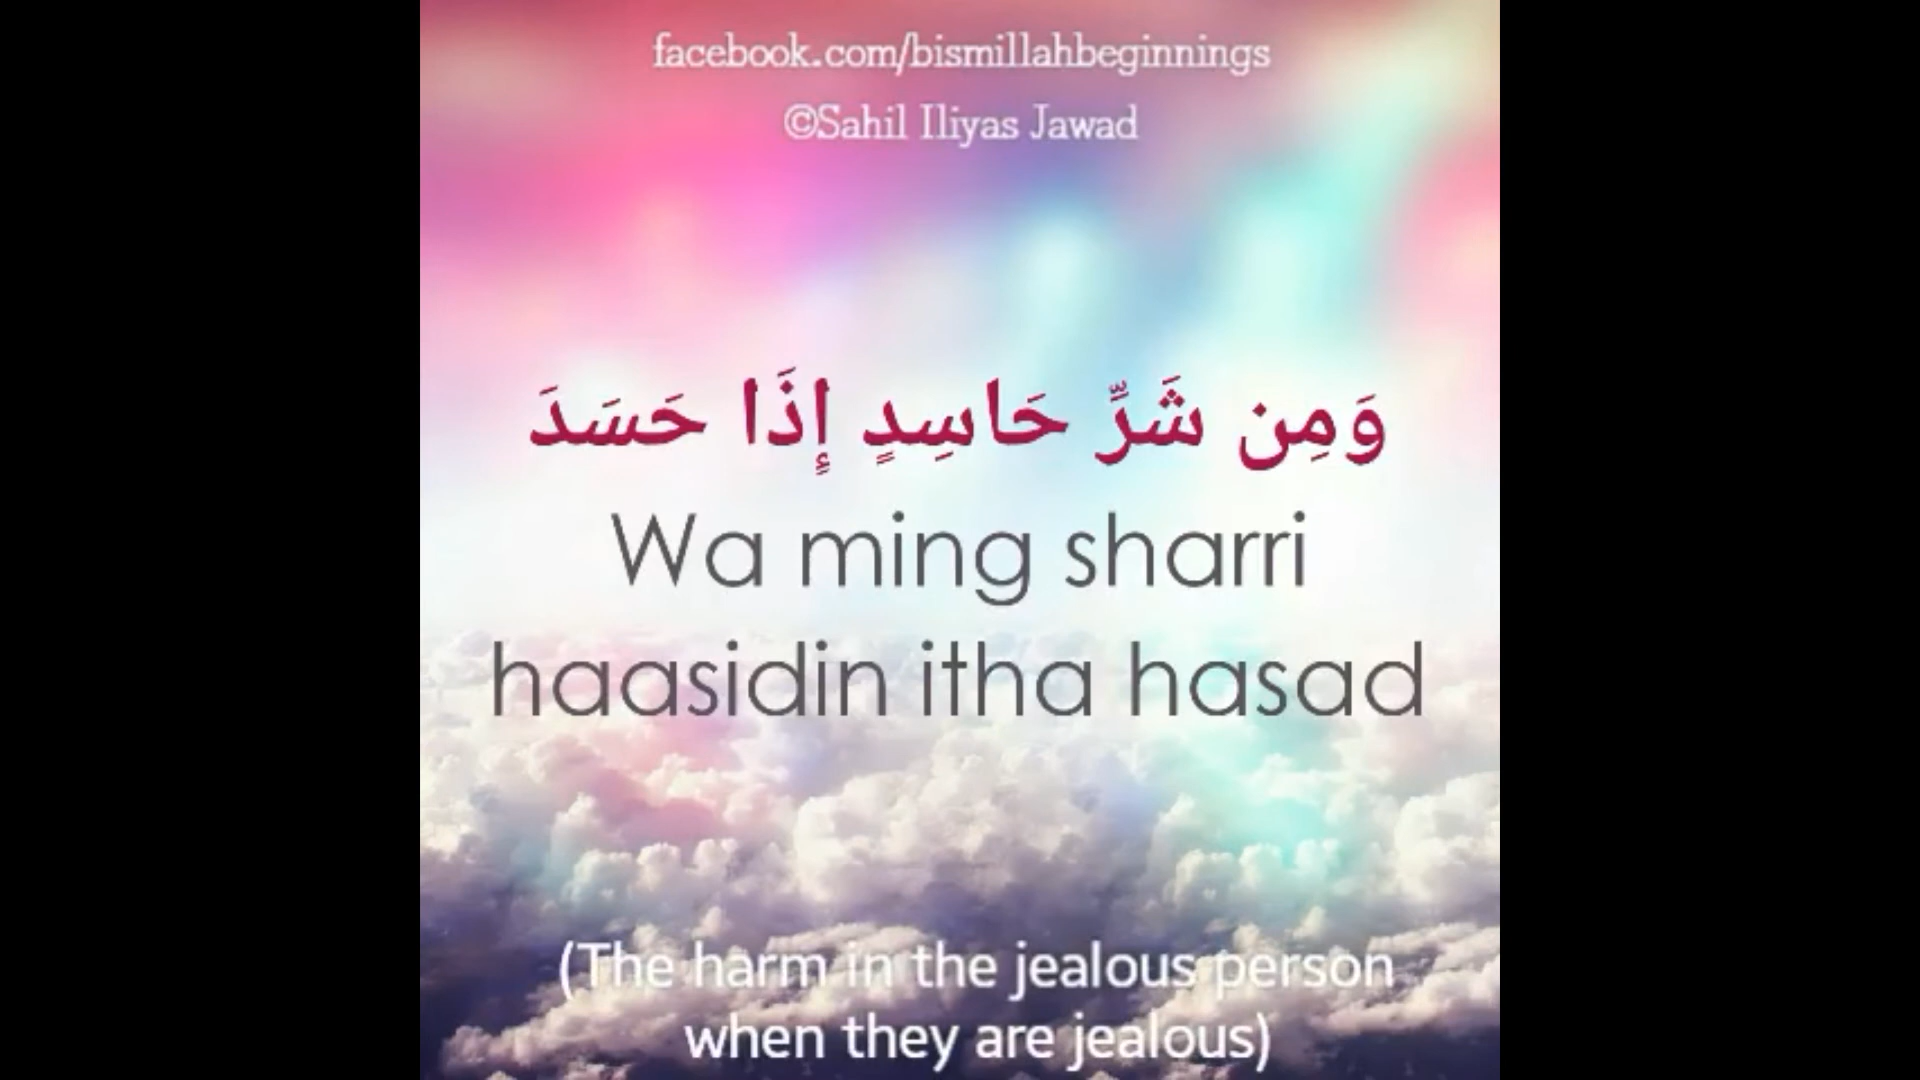 facebook.com/bismillahbeginnings
©Sahil Iliyas Jawad
وَمِن شَرِّ حَاسِدٍ إِذَا حَسَدَ
Wa ming sharri
haasidin itha hasad
(The harm in the jealous person
when they are jealous)